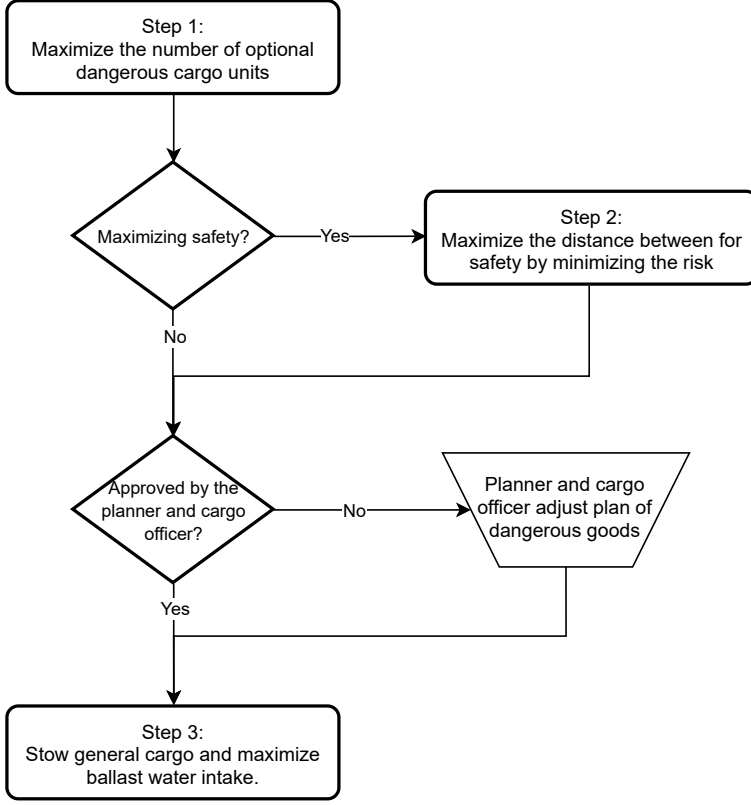 Step 1:
Maximize the number of optional
dangerous cargo units
Maximizing safety?
Yes
Step 2:
Maximize the distance between for
safety by minimizing the risk
No
Approved by the
planner and cargo
officer?
No
Planner and cargo
officer adjust plan of
dangerous goods
Yes
Step 3:
Stow general cargo and maximize
ballast water intake.